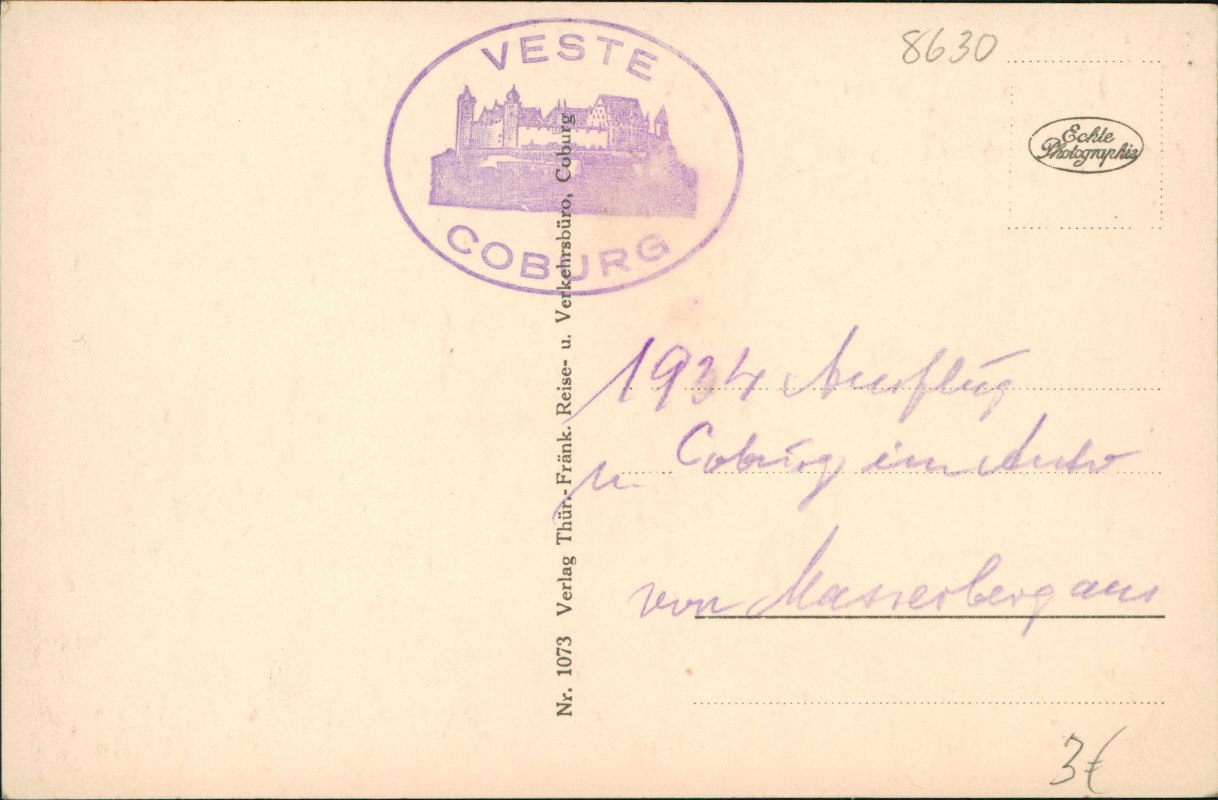 VESTE
COBURG
8630
Echte
Photographie
Nr. 1073 Verlag Thür.-Fränk. Reise- u. Verkehrsbüro, Coburg
1934 Ausflug
n. Coburg im Auto
von Masserberg aus
3€